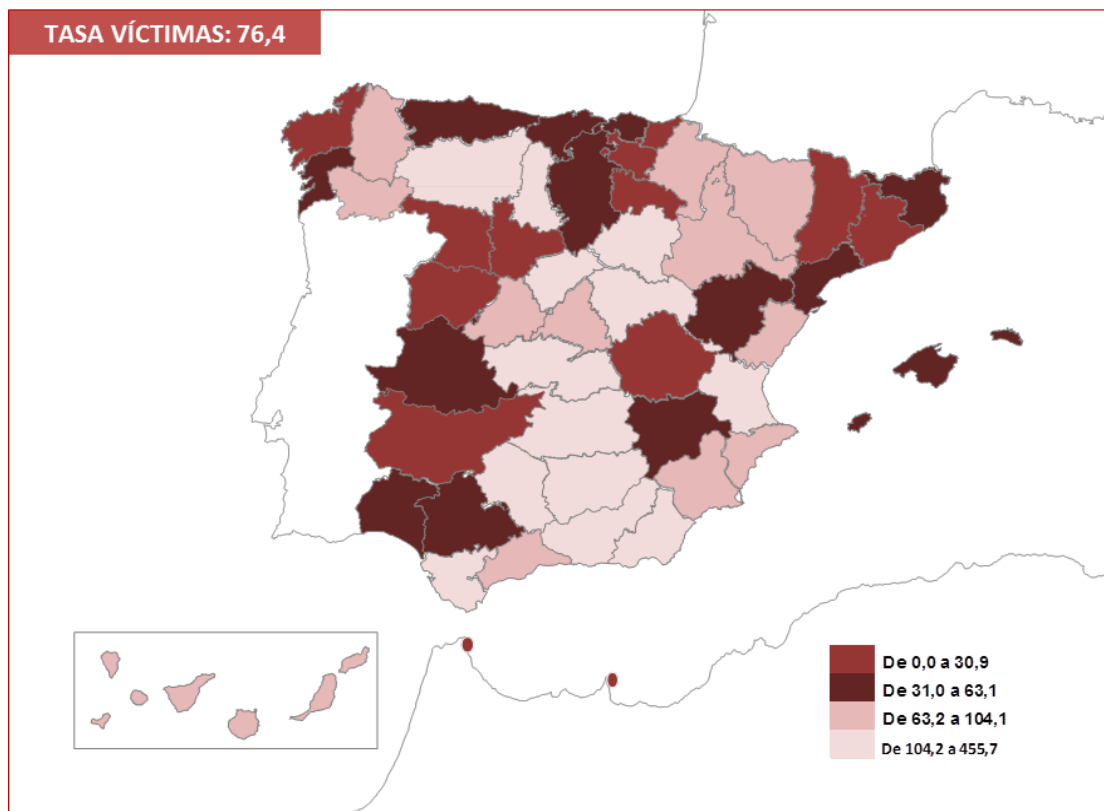 TASA VÍCTIMAS: 76,4
De 0,0 a 30,9
De 31,0 a 63,1
De 63,2 a 104,1
De 104,2 a 455,7